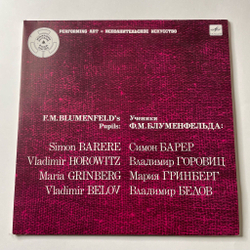 PERFORMING ART • ИСПОЛНИТЕЛЬСКОЕ ИСКУССТВО
F.M. BLUMENFELD's
Pupils:
Simon BARERE
Vladimir HOROWITZ
Maria GRINBERG
Vladimir BELOV
Ученики
Ф.М. БЛУМЕНФЕЛЬДА:
Симон БАРЕР
Владимир ГОРОВИЦ
Мария ГРИНБЕРГ
Владимир БЕЛОВ